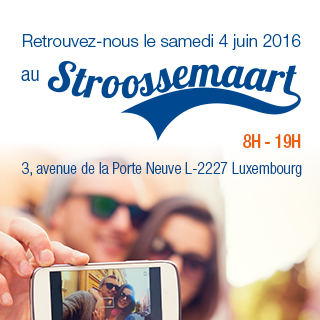 Retrouvez-nous le samedi 4 juin 2016
au Stroossemaart
8H - 19H
3, avenue de la Porte Neuve L-2227 Luxembourg